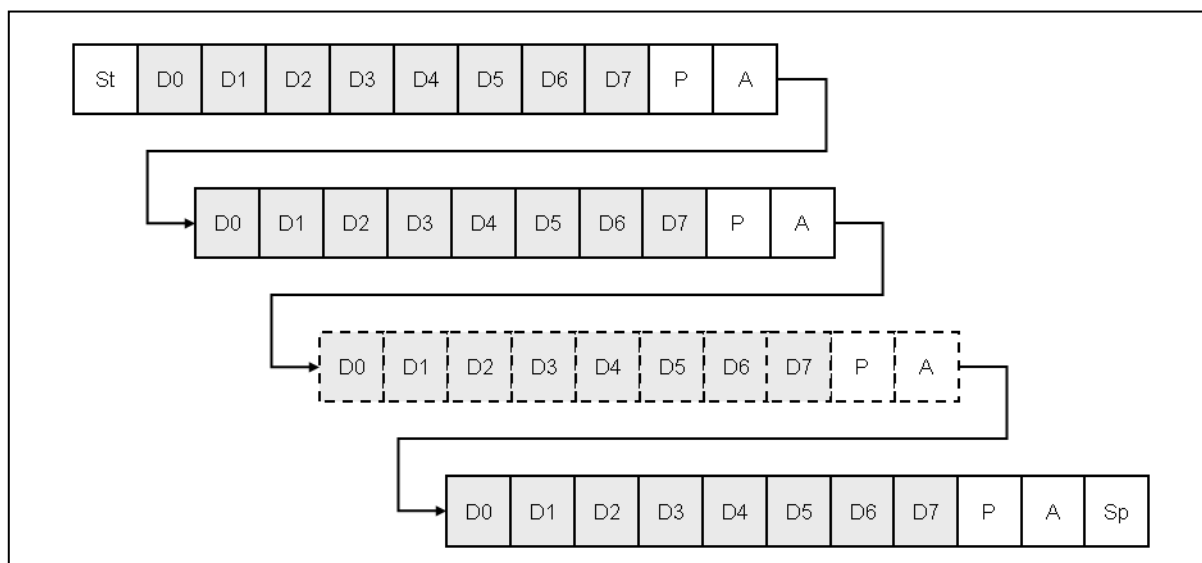 St D0 D1 D2 D3 D4 D5 D6 D7 P A
D0 D1 D2 D3 D4 D5 D6 D7 P A
D0 D1 D2 D3 D4 D5 D6 D7 P A
D0 D1 D2 D3 D4 D5 D6 D7 P A Sp